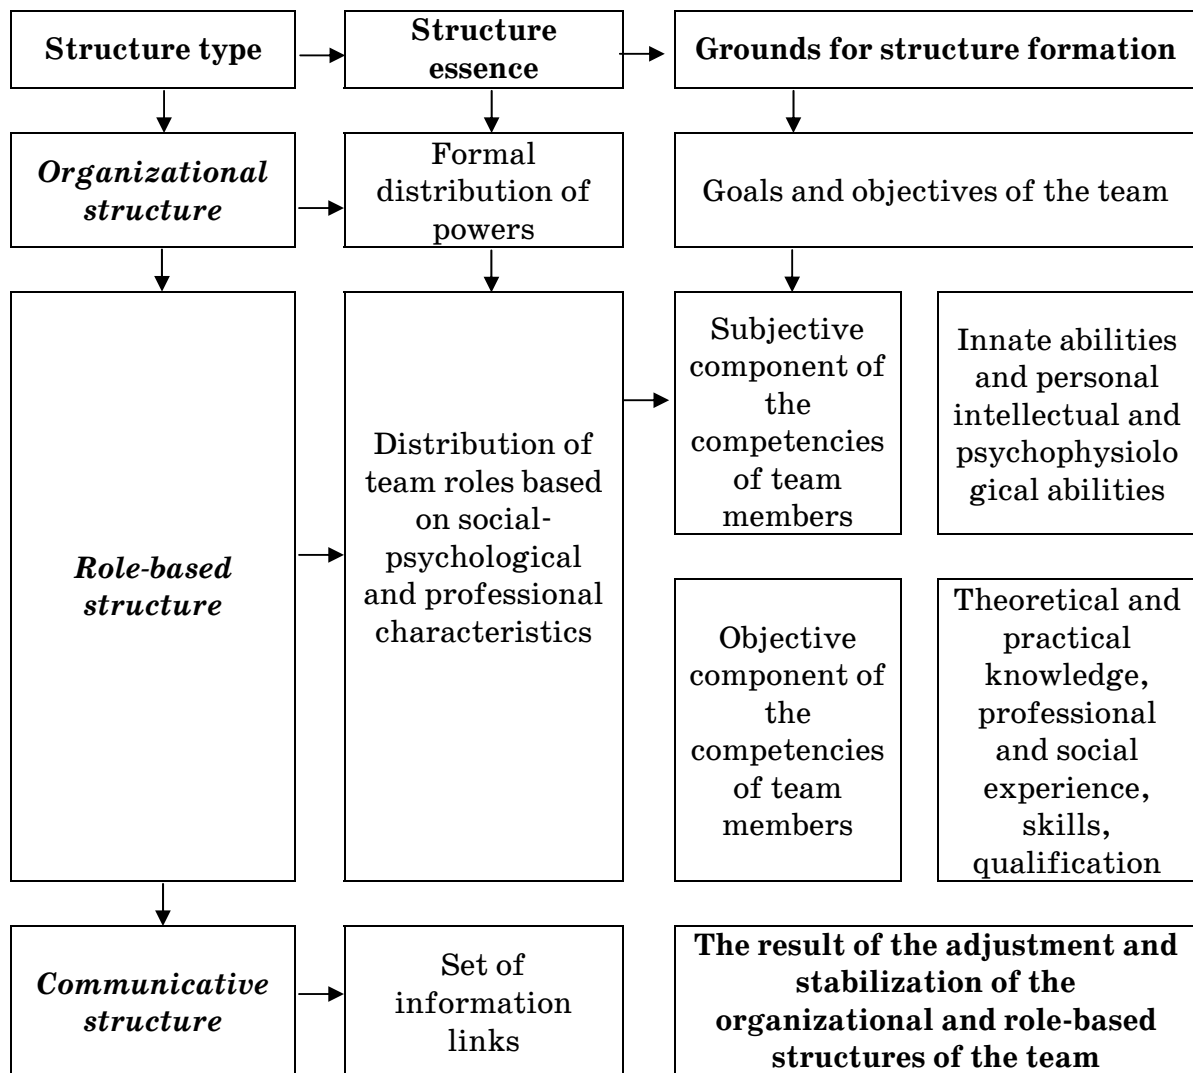 Structure type
Structure
essence
Grounds for structure formation
Organizational
structure
Formal
distribution of
powers
Goals and objectives of the team
Role-based
structure
Distribution of
team roles based
on social-
psychological
and professional
characteristics
Subjective
component of
the
competencies
of team
members
Innate abilities
and personal
intellectual and
psychophysiolo
gical abilities
Objective
component of
the
competencies
of team
members
Theoretical and
practical
knowledge,
professional
and social
experience,
skills,
qualification
Communicative
structure
Set of
information
links
The result of the adjustment and
stabilization of the
organizational and role-based
structures of the team